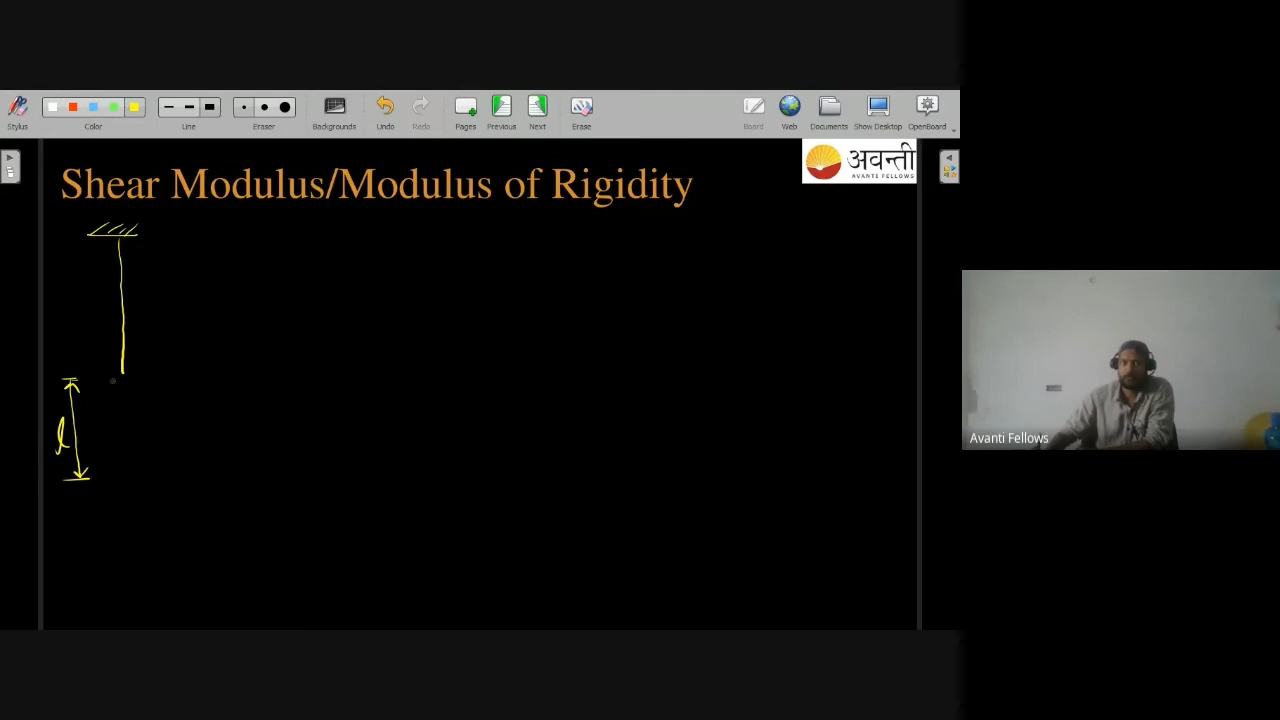 Stylus
Color
Line
Eraser
Backgrounds
Undo
Redo
Pages
Previous
Next
Erase
Board
Web
Documents
Show Desktop
OpenBoard
अवन्ती
AVANTI FELLOWS
Shear Modulus/Modulus of Rigidity
l
Avanti Fellows